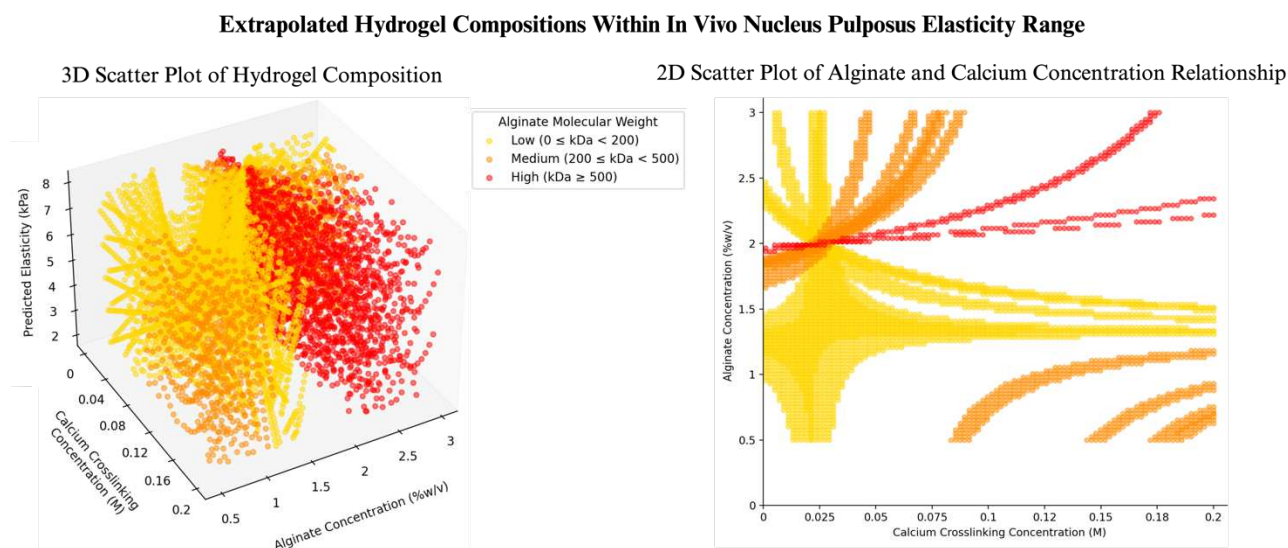 Extrapolated Hydrogel Compositions Within In Vivo Nucleus Pulposus Elasticity Range
3D Scatter Plot of Hydrogel Composition
Alginate Molecular Weight
Low (0 ≤ kDa < 200)
Medium (200 ≤ kDa < 500)
High (kDa ≥ 500)
Predicted Elasticity (kPa)
8
7
6
5
4
3
2
0
0.04
0.08
0.12
0.16
0.2
Calcium Crosslinking
Concentration (M)
0.5
1
1.5
2
2.5
3
Alginate Concentration (%w/v)
2D Scatter Plot of Alginate and Calcium Concentration Relationship
Alginate Concentration (%w/v)
3
2.5
2
1.5
1
0.5
0
0
0.025
0.05
0.075
0.1
0.12
0.15
0.18
0.2
Calcium Crosslinking Concentration (M)